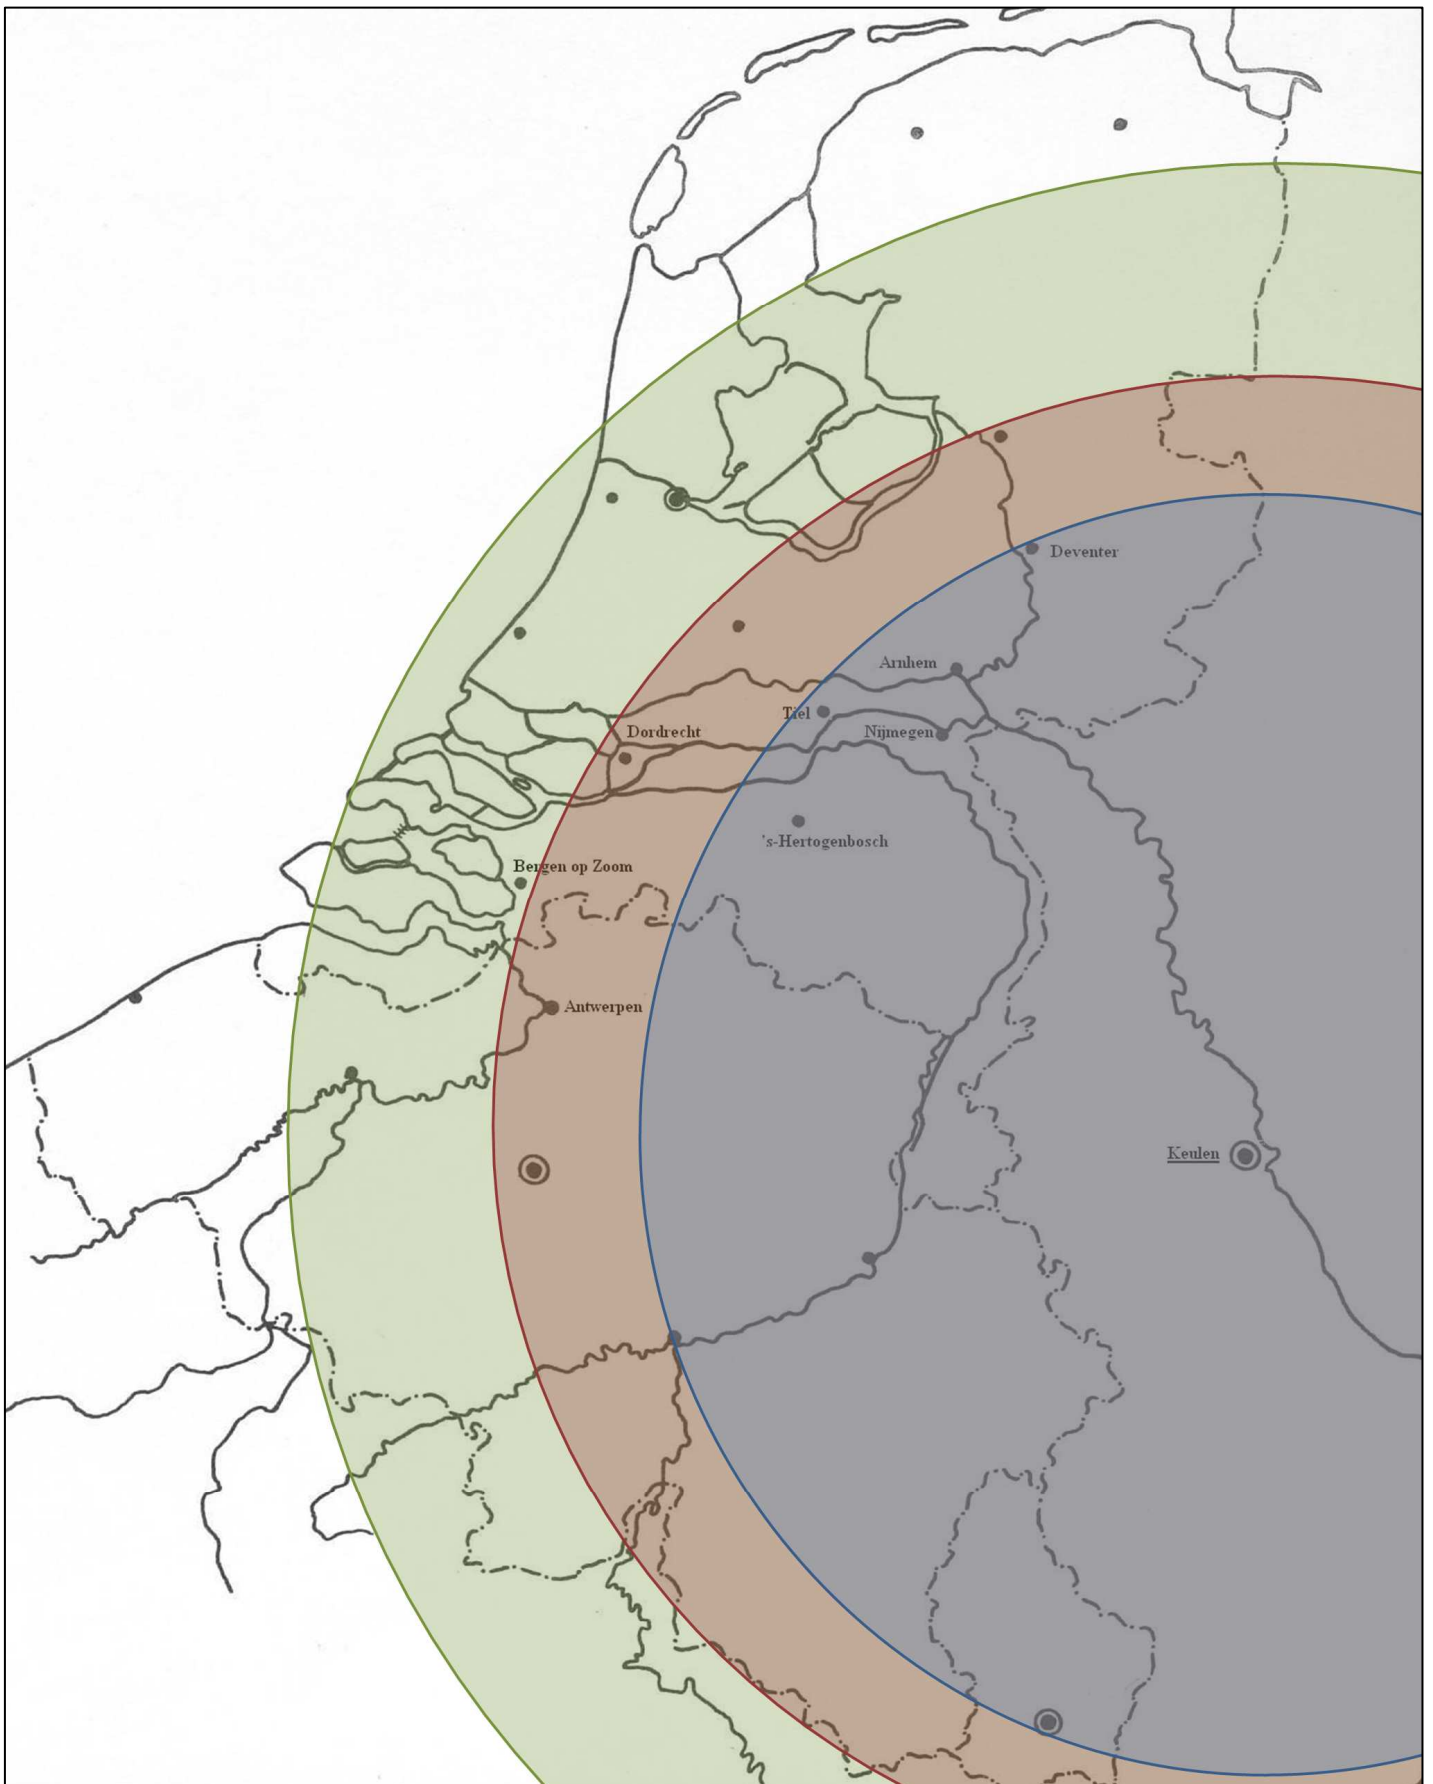 Deventer
Arnhem
Tiel
Nijmegen
Dordrecht
's-Hertogenbosch
Bergen op Zoom
Antwerpen
Keulen